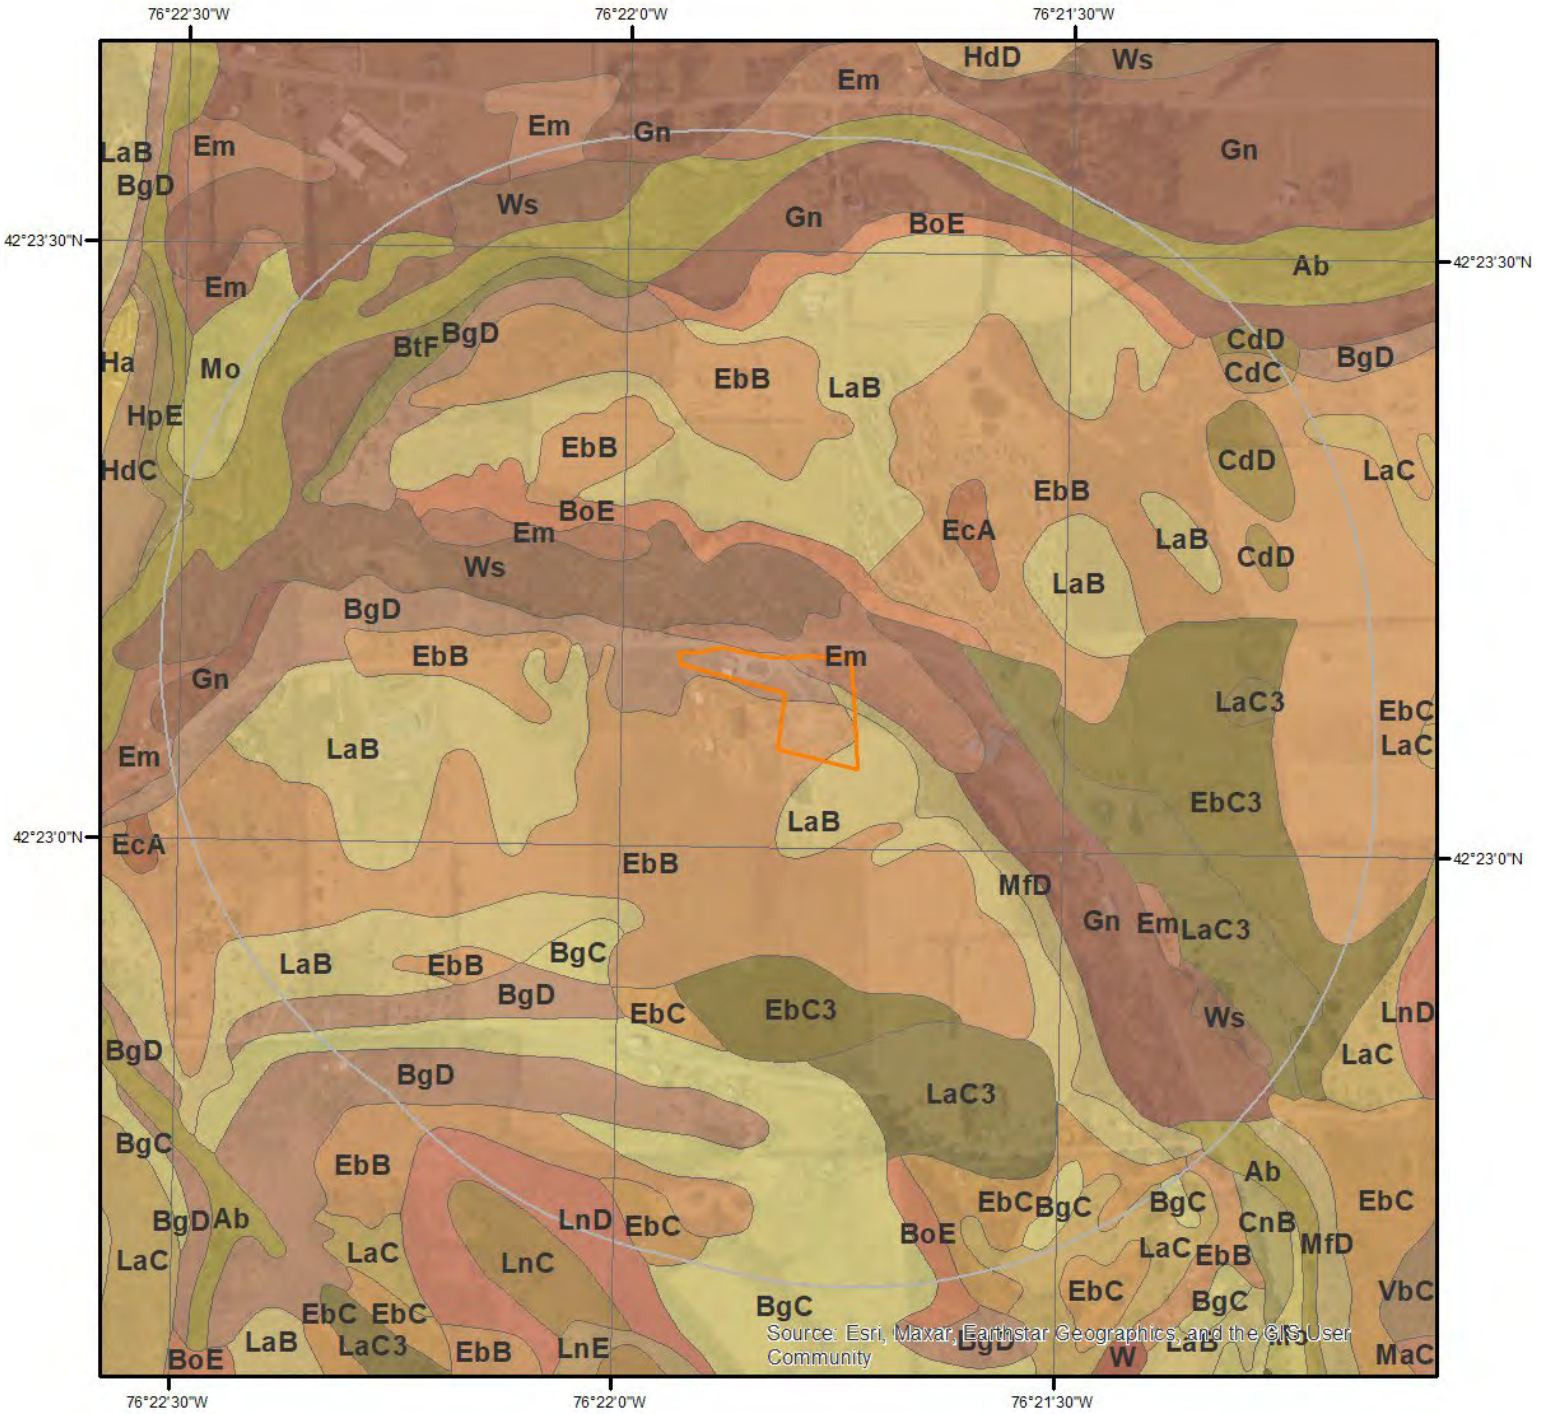 76°22'30"W 76°22'0"W 76°21'30"W
HdD Ws
Em
Em Gn
Em Gn
LaB
BgD
Ws
Gn BoE
42°23'30"N
Ab 42°23'30"N
Em
BgD CdD
BtF BgD
Ha Mo EbB LaB CdC
HpE
EbB CdD
HdC LaC
EbB
BoE
Em EcA LaB
CdD
Ws LaB
BgD
EbB Em
Gn LaC3
EbC
LaB LaC
Em
EbC3
LaB
42°23'0"N
EcA 42°23'0"N
EbB
MfD
Gn Em LaC3
BgC
LaB EbB
BgD
EbC EbC3 Ws LnD
BgD LaC
BgD
LaC3
BgC
EbB Ab
EbC BgC BgC EbC
BgD Ab LnD EbC BoE CnB
MfD
LaC LaC LnC LaC EbB
EbC VbC
BgC
EbC EbC BgC
LaB LaC3 EbB LnE BgD LaB
BoE W MaC
Source: Esri, Maxar, Earthstar Geographics, and the GIS User
Community
76°22'30"W 76°22'0"W 76°21'30"W